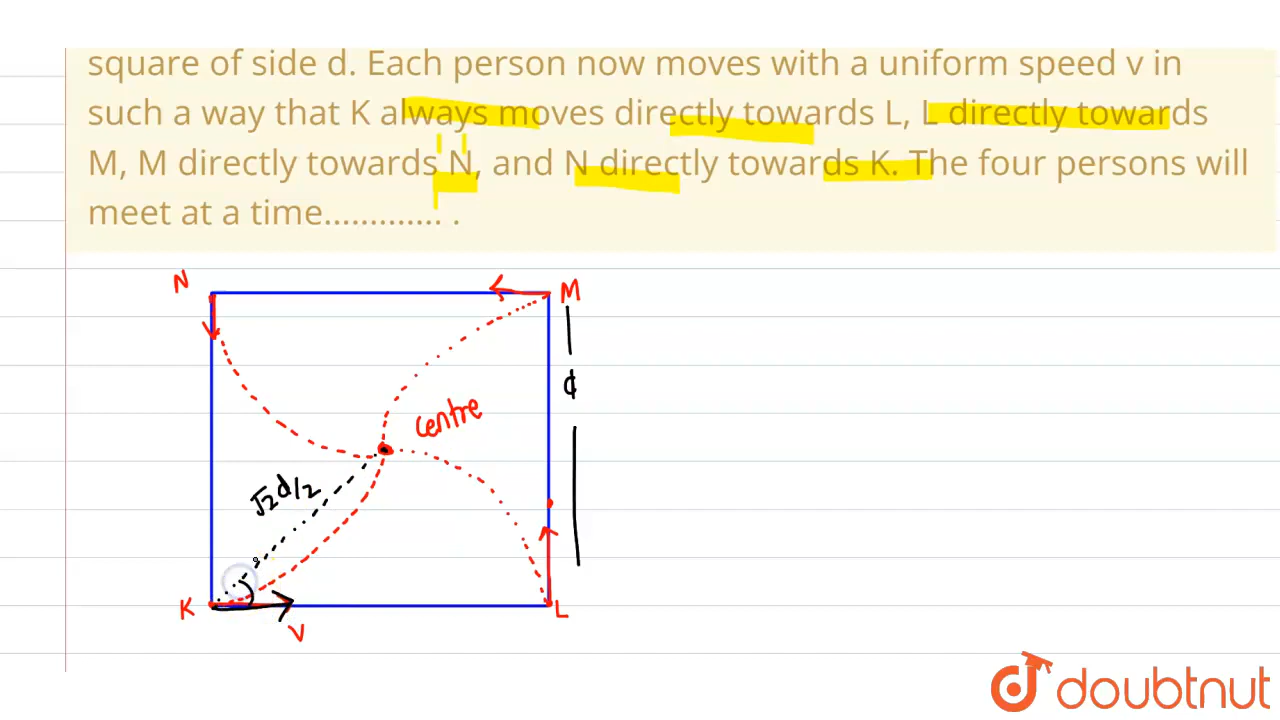 square of side d. Each person now moves with a uniform speed v in
such a way that K always moves directly towards L, L directly towards
M, M directly towards N, and N directly towards K. The four persons will
meet at a time............. .
N
M
d
centre
√2d/2
K
L
V
doubtnut